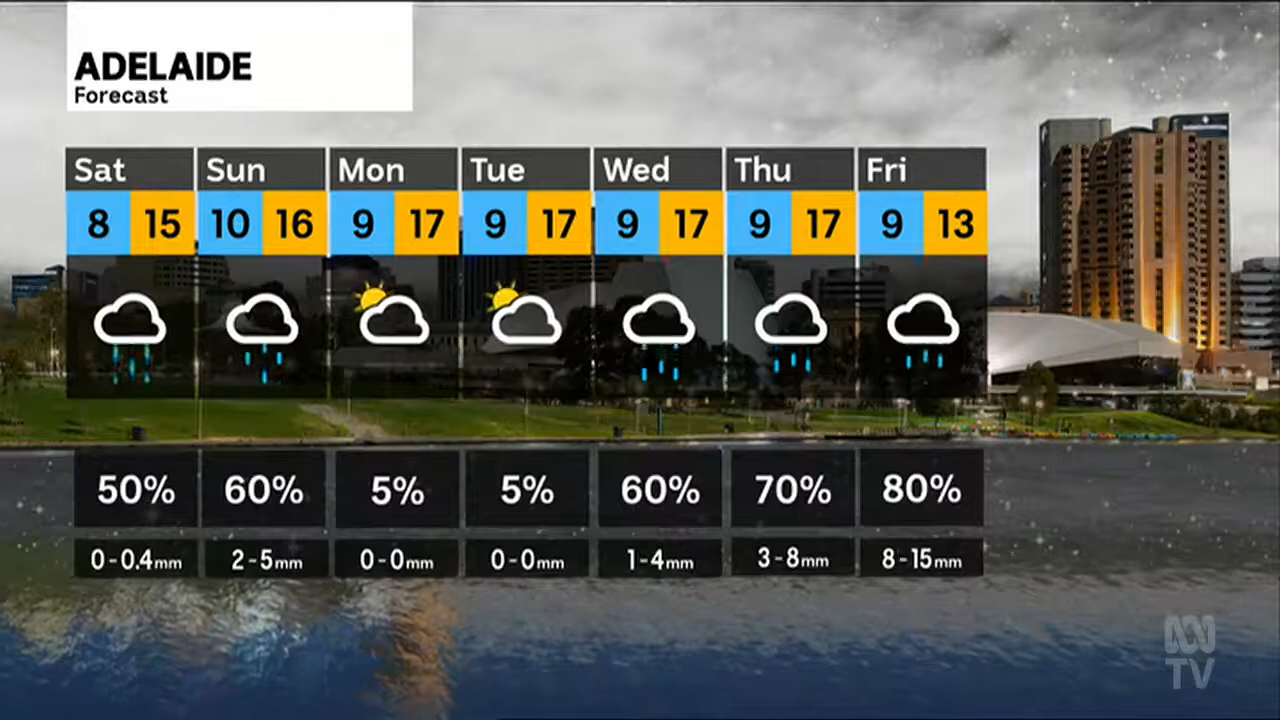 ADELAIDE
Forecast
Sat Sun Mon Tue Wed Thu Fri
8 15 10 16 9 17 9 17 9 17 9 17 9 13
50% 60% 5% 5% 60% 70% 80%
0-0.4mm 2-5mm 0-0mm 0-0mm 1-4mm 3-8mm 8-15mm
TV